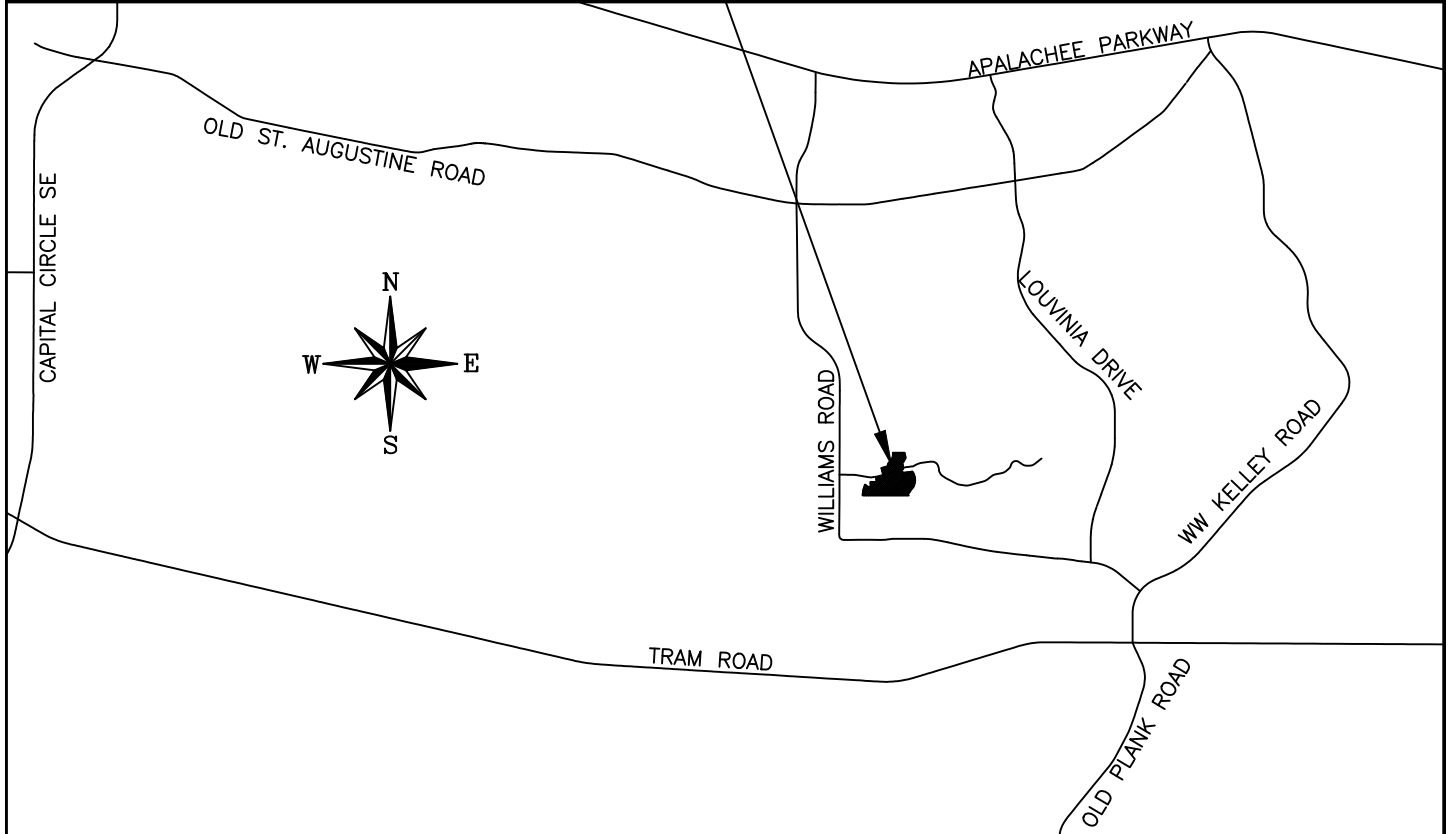 APALACHEE PARKWAY
OLD ST. AUGUSTINE ROAD
CAPITAL CIRCLE SE
N
W
E
S
LOUVINIA DRIVE
WILLIAMS ROAD
WW KELLEY ROAD
TRAM ROAD
OLD PLANK ROAD